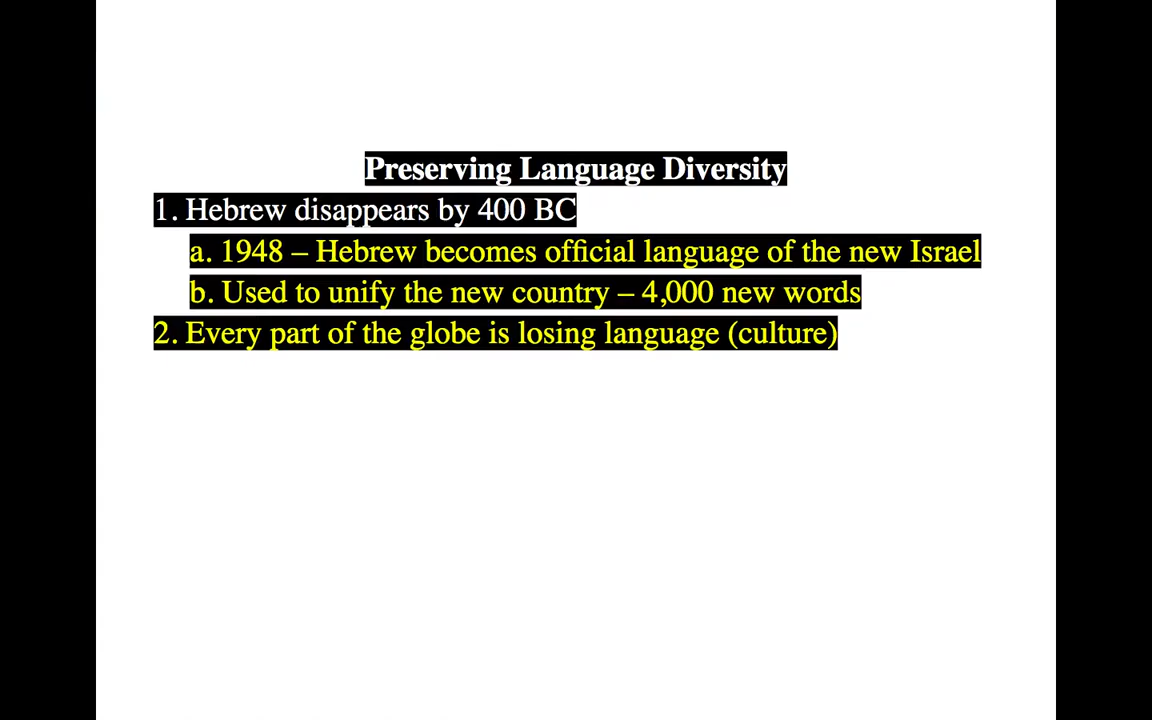 Preserving Language Diversity
1. Hebrew disappears by 400 BC
a. 1948 – Hebrew becomes official language of the new Israel
b. Used to unify the new country – 4,000 new words
2. Every part of the globe is losing language (culture)